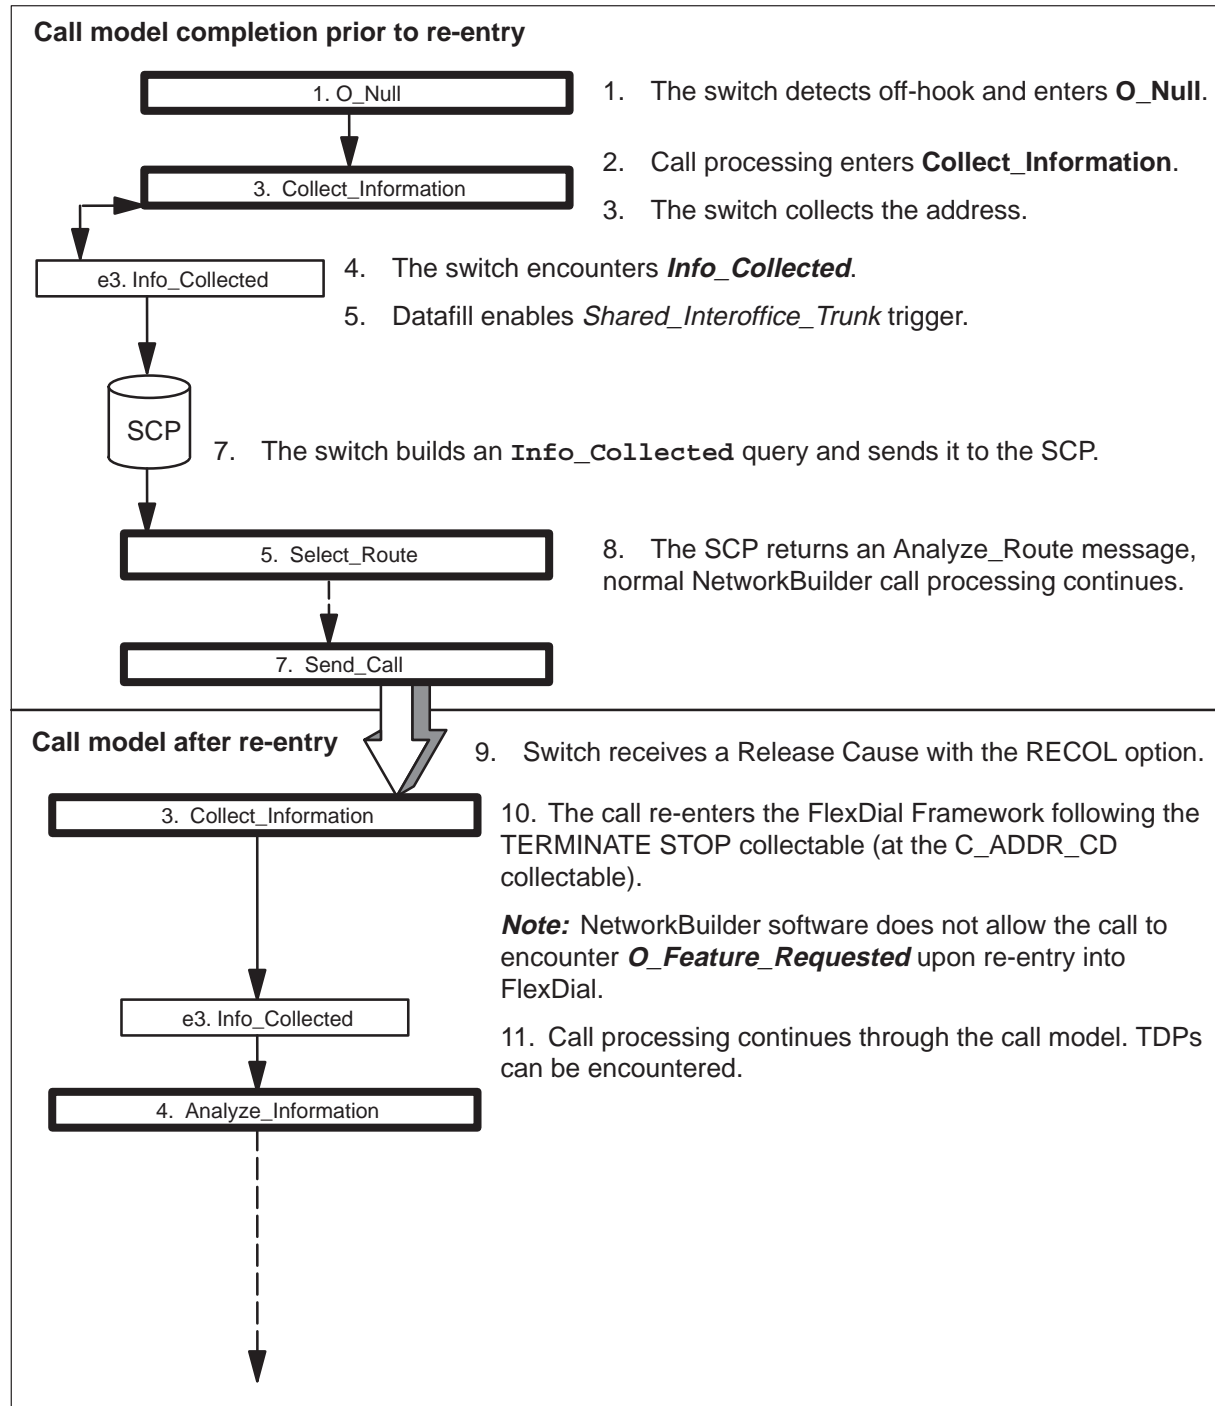 Call model completion prior to re-entry
1. O_Null
1. The switch detects off-hook and enters O_Null.
2. Call processing enters Collect_Information.
3. Collect_Information
3. The switch collects the address.
e3. Info_Collected
4. The switch encounters Info_Collected.
5. Datafill enables Shared_Interoffice_Trunk trigger.
SCP
7. The switch builds an Info_Collected query and sends it to the SCP.
5. Select_Route
8. The SCP returns an Analyze_Route message,
normal NetworkBuilder call processing continues.
7. Send_Call
Call model after re-entry
9. Switch receives a Release Cause with the RECOL option.
3. Collect_Information
10. The call re-enters the FlexDial Framework following the
TERMINATE STOP collectable (at the C_ADDR_CD
collectable).
Note: NetworkBuilder software does not allow the call to
encounter O_Feature_Requested upon re-entry into
FlexDial.
e3. Info_Collected
11. Call processing continues through the call model. TDPs
can be encountered.
4. Analyze_Information